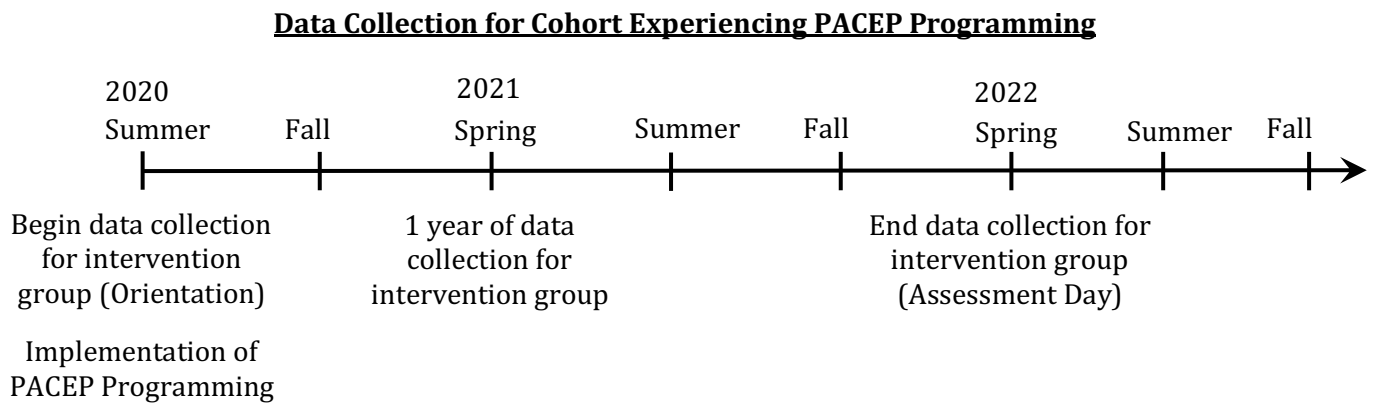 Data Collection for Cohort Experiencing PACEP Programming
2020
Summer
Fall
2021
Spring
Summer
Fall
2022
Spring
Summer
Fall
Begin data collection
for intervention
group (Orientation)
Implementation of
PACEP Programming
1 year of data
collection for
intervention group
End data collection for
intervention group
(Assessment Day)